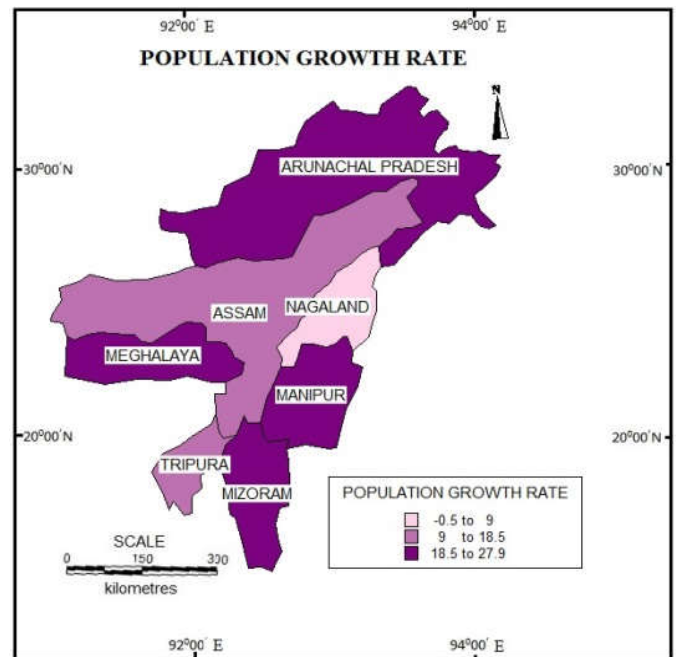 92°00' E 94°00' E
POPULATION GROWTH RATE
N
30°00'N 30°00'N
ARUNACHAL PRADESH
NAGALAND
ASSAM
MEGHALAYA
MANIPUR
20°00'N 20°00'N
TRIPURA
MIZORAM
POPULATION GROWTH RATE
-0.5 to 9
9 to 18.5
18.5 to 27.9
SCALE
0 150 300
kilometres
92°00' E 94°00' E